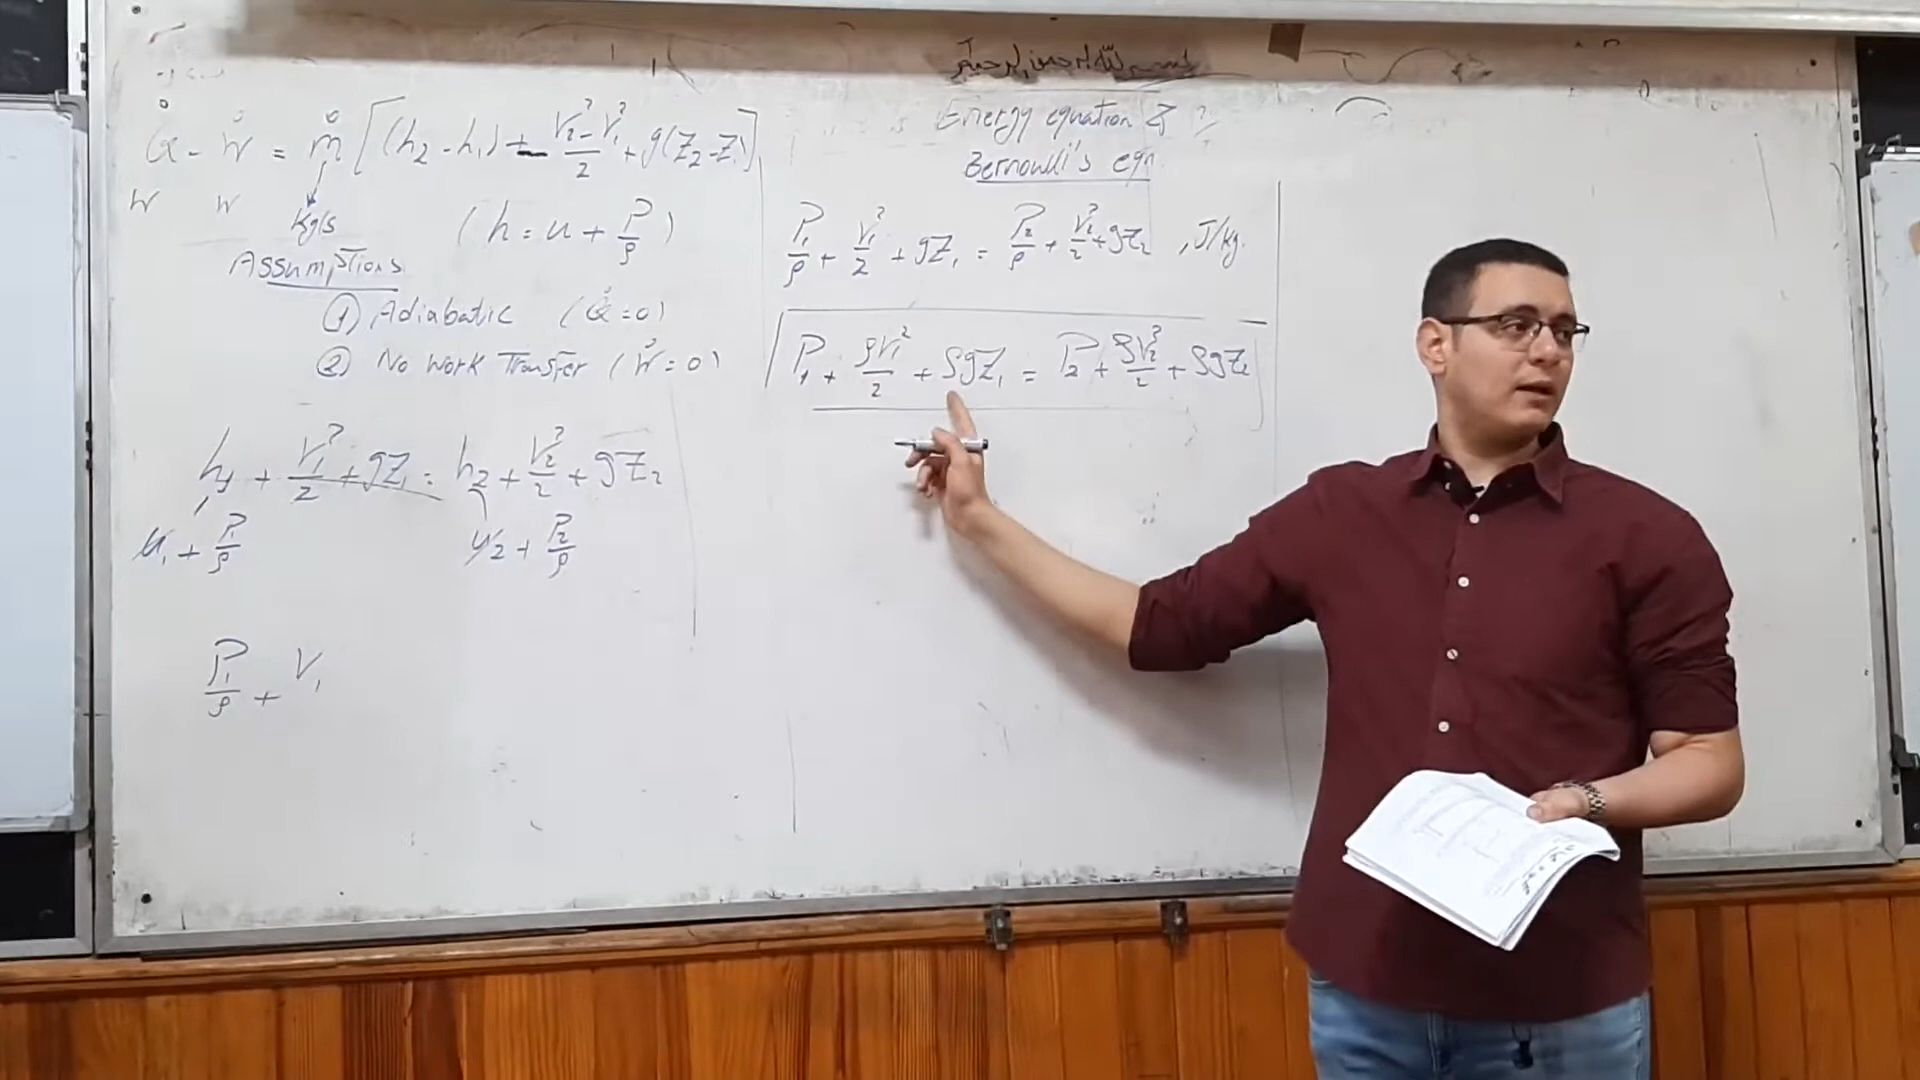 بسم الله الرحمن الرحيم
Energy equation &
Bernoulli's eqn
Q̇ - Ẇ = ṁ [(h₂ - h₁) + (V₂² - V₁²)/2 + g(Z₂ - Z₁)]
W W Kg/s
(h = u + P/ρ)
Assumptions
① Adiabatic (Q̇ = 0)
② No Work Transfer (Ẇ = 0)
h₁ + V₁²/2 + gZ₁ = h₂ + V₂²/2 + gZ₂
u₁ + P₁/ρ u₂ + P₂/ρ
P₁/ρ + V₁
P₁/ρ + V₁²/2 + gZ₁ = P₂/ρ + V₂²/2 + gZ₂ , J/kg.
P₁ + ρV₁²/2 + ρgZ₁ = P₂ + ρV₂²/2 + ρgZ₂